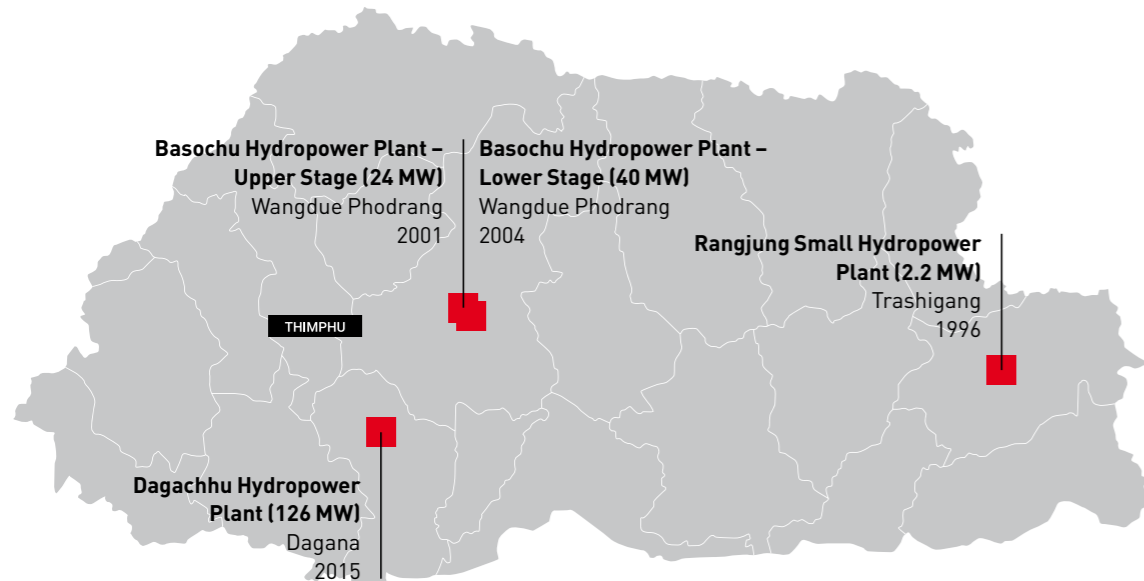 Basochu Hydropower Plant –
Upper Stage (24 MW)
Wangdue Phodrang
2001
Basochu Hydropower Plant –
Lower Stage (40 MW)
Wangdue Phodrang
2004
Rangjung Small Hydropower
Plant (2.2 MW)
Trashigang
1996
THIMPHU
Dagachhu Hydropower
Plant (126 MW)
Dagana
2015